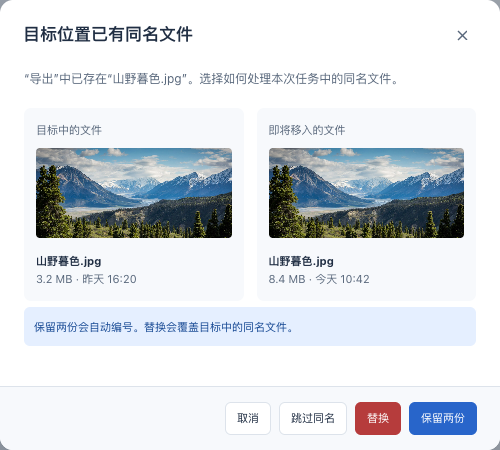 目标位置已有同名文件
“导出”中已存在“山野暮色.jpg”。选择如何处理本次任务中的同名文件。
目标中的文件
即将移入的文件
山野暮色.jpg
3.2 MB · 昨天 16:20
山野暮色.jpg
8.4 MB · 今天 10:42
保留两份会自动编号。替换会覆盖目标中的同名文件。
取消
跳过同名
替换
保留两份